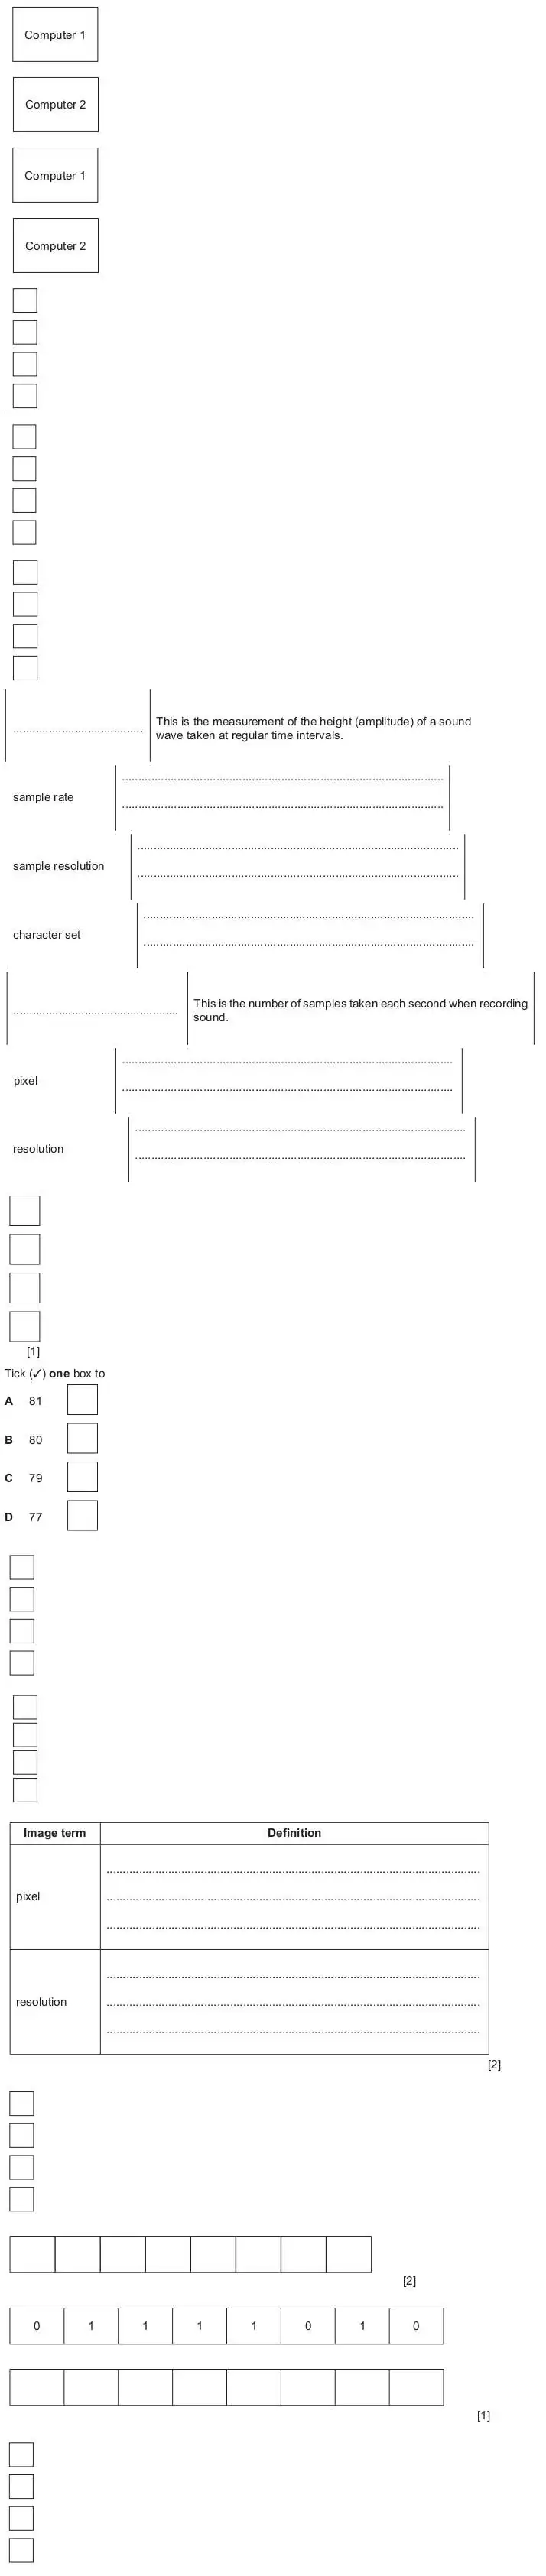 Computer 1
Computer 2
Computer 1
Computer 2
This is the measurement of the height (amplitude) of a sound
wave taken at regular time intervals.
sample rate
sample resolution
character set
This is the number of samples taken each second when recording
sound.
pixel
resolution
[1]
Tick (✓) one box to
A 81
B 80
C 79
D 77
Image term Definition
pixel
resolution
[2]
[2]
0 1 1 1 1 0 1 0
[1]